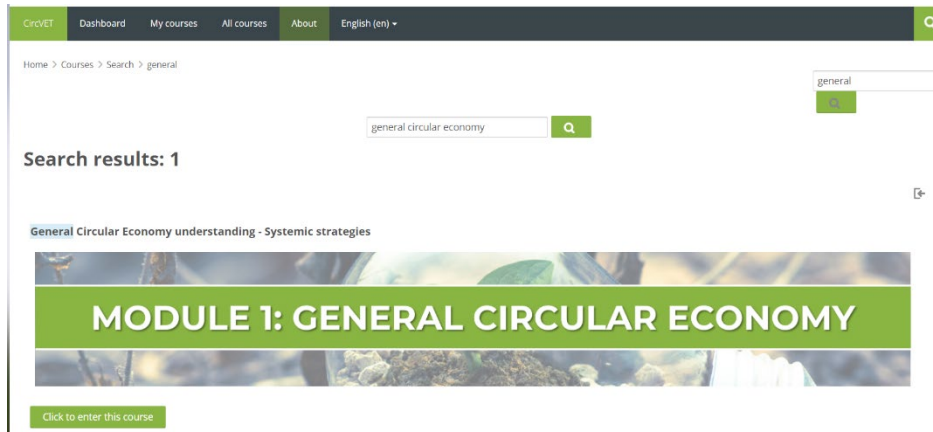 CircVET Dashboard My courses All courses About English (en)
Home > Courses > Search > general
general
general circular economy
Search results: 1
General Circular Economy understanding - Systemic strategies
MODULE 1: GENERAL CIRCULAR ECONOMY
Click to enter this course